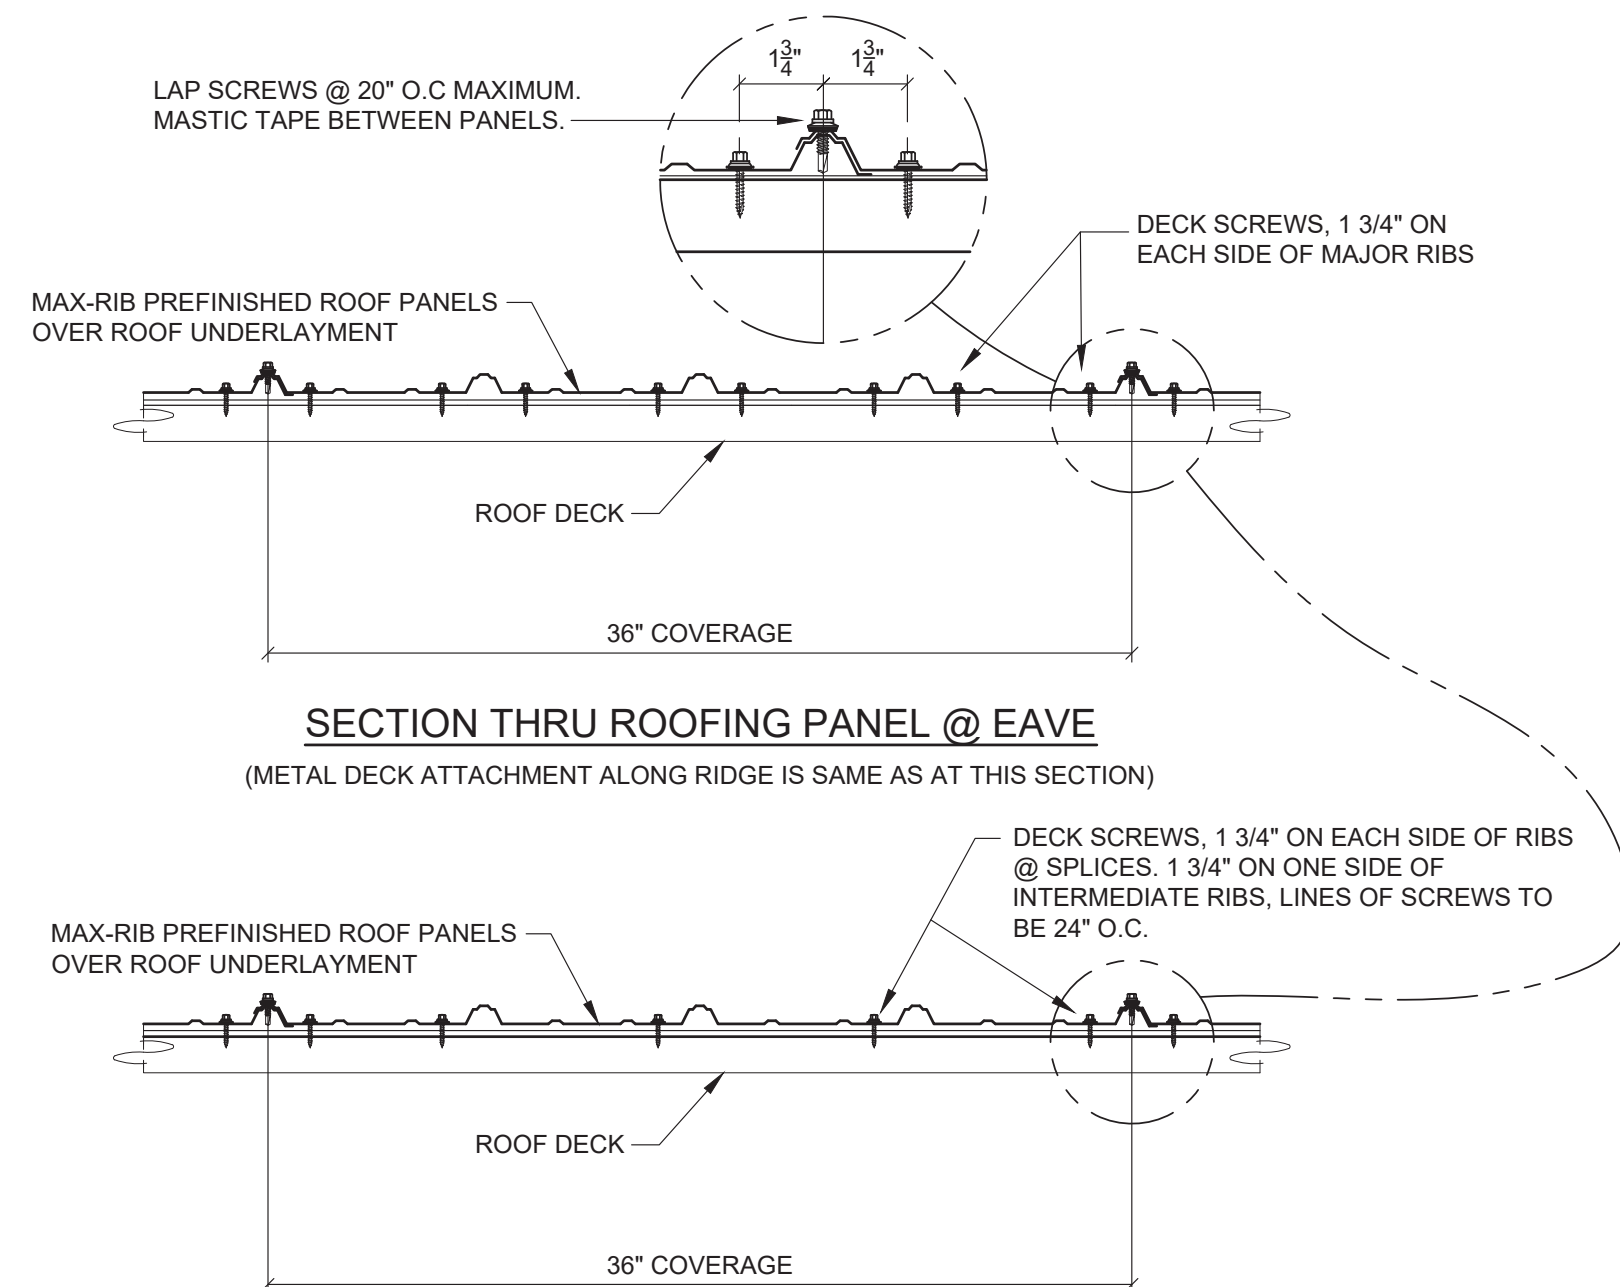 1 3/4" 1 3/4"
LAP SCREWS @ 20" O.C MAXIMUM.
MASTIC TAPE BETWEEN PANELS.
DECK SCREWS, 1 3/4" ON
EACH SIDE OF MAJOR RIBS
MAX-RIB PREFINISHED ROOF PANELS
OVER ROOF UNDERLAYMENT
ROOF DECK
36" COVERAGE
SECTION THRU ROOFING PANEL @ EAVE
(METAL DECK ATTACHMENT ALONG RIDGE IS SAME AS AT THIS SECTION)
DECK SCREWS, 1 3/4" ON EACH SIDE OF RIBS
@ SPLICES. 1 3/4" ON ONE SIDE OF
INTERMEDIATE RIBS, LINES OF SCREWS TO
BE 24" O.C.
MAX-RIB PREFINISHED ROOF PANELS
OVER ROOF UNDERLAYMENT
ROOF DECK
36" COVERAGE